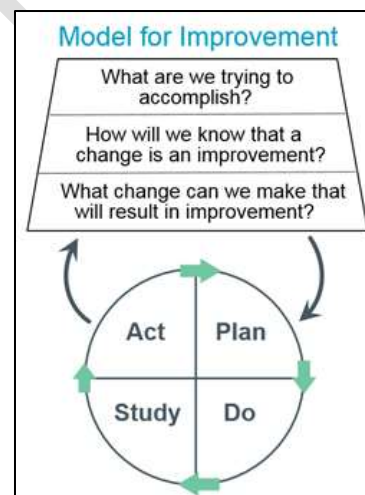 Model for Improvement
What are we trying to
accomplish?
How will we know that a
change is an improvement?
What change can we make that
will result in improvement?
Act
Plan
Study
Do